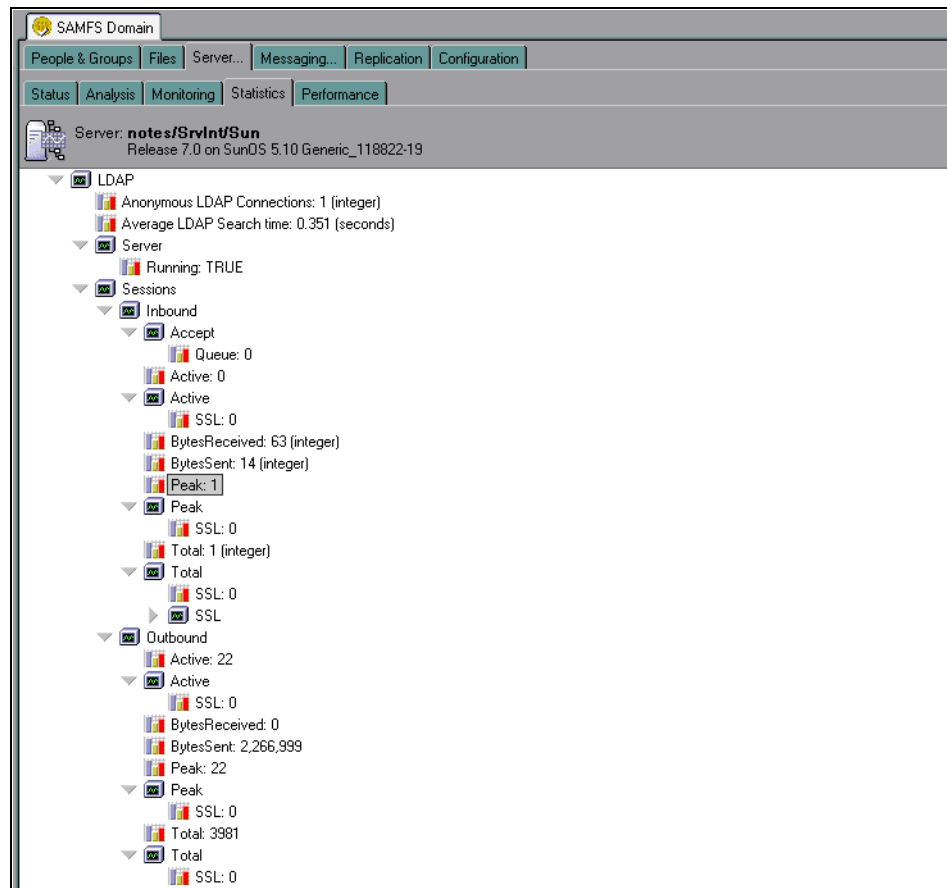 SAMFS Domain
People & Groups Files Server... Messaging... Replication Configuration
Status Analysis Monitoring Statistics Performance
Server: notes/SrvInt/Sun
Release 7.0 on SunOS 5.10 Generic_118822-19
LDAP
Anonymous LDAP Connections: 1 (integer)
Average LDAP Search time: 0.351 (seconds)
Server
Running: TRUE
Sessions
Inbound
Accept
Queue: 0
Active: 0
Active
SSL: 0
BytesReceived: 63 (integer)
BytesSent: 14 (integer)
Peak: 1
Peak
SSL: 0
Total: 1 (integer)
Total
SSL: 0
SSL
Outbound
Active: 22
Active
SSL: 0
BytesReceived: 0
BytesSent: 2,266,999
Peak: 22
Peak
SSL: 0
Total: 3981
Total
SSL: 0